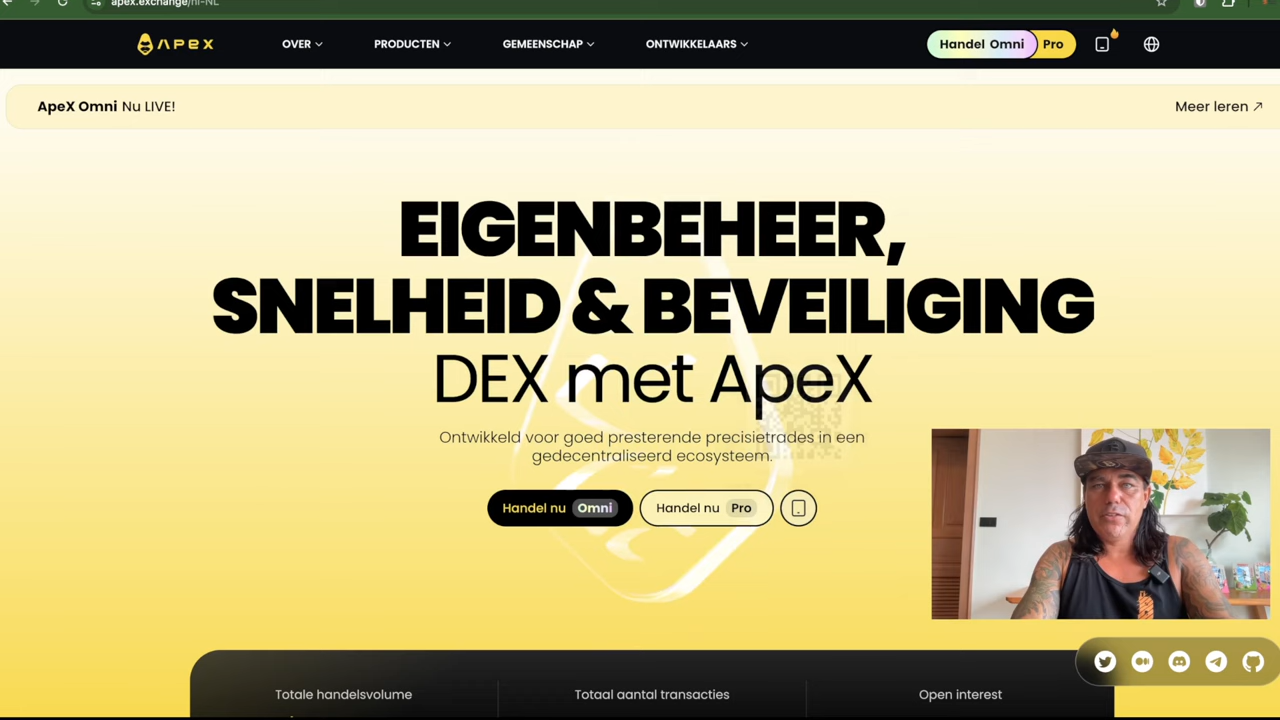 apex.exchange/nl-NL
APEX
OVER
PRODUCTEN
GEMEENSCHAP
ONTWIKKELAARS
Handel Omni
Pro
ApeX Omni Nu LIVE!
Meer leren
EIGENBEHEER,
SNELHEID & BEVEILIGING
DEX met ApeX
Ontwikkeld voor goed presterende precisietrades in een
gedecentraliseerd ecosysteem.
Handel nu Omni
Handel nu Pro
Totale handelsvolume
Totaal aantal transacties
Open interest